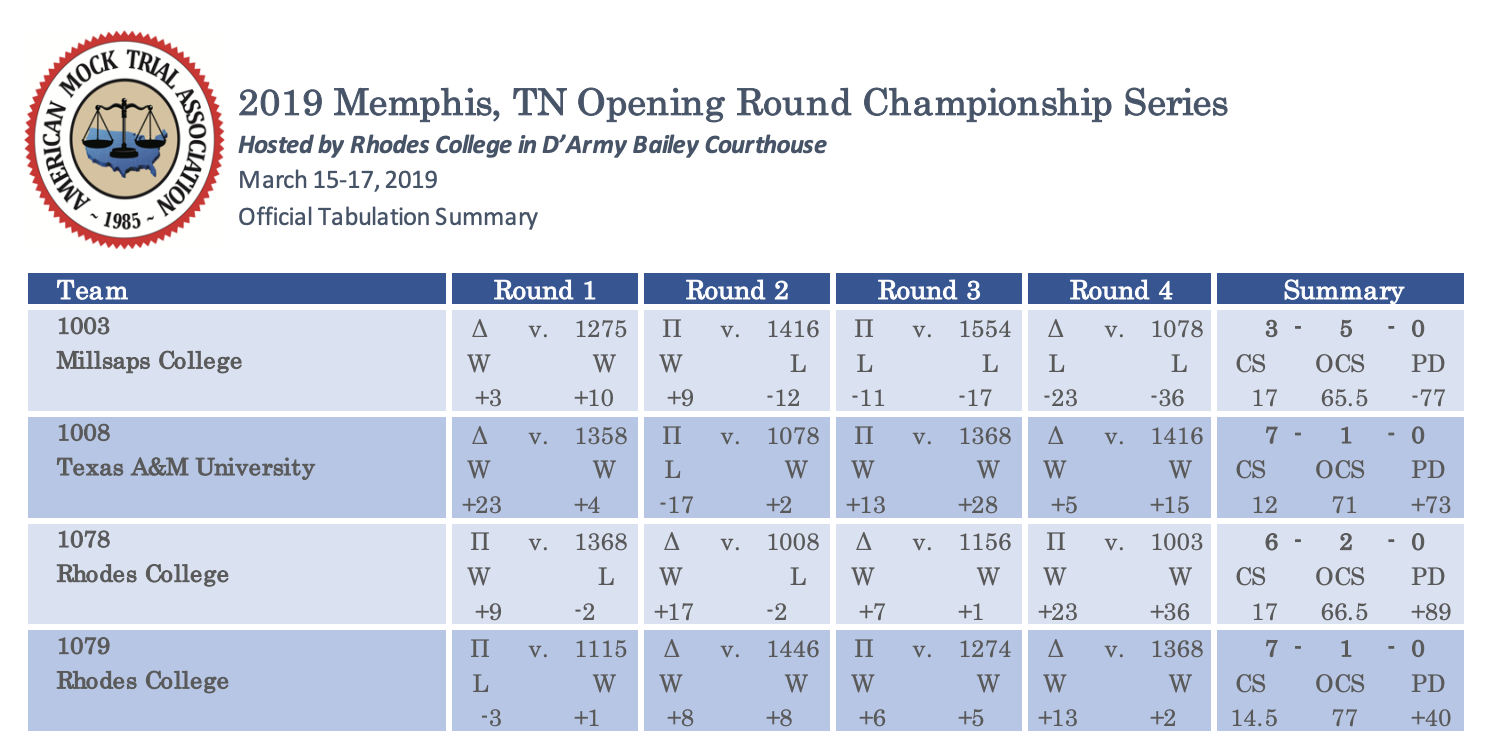 AMERICAN MOCK TRIAL ASSOCIATION
~ 1985 ~
2019 Memphis, TN Opening Round Championship Series
Hosted by Rhodes College in D’Army Bailey Courthouse
March 15-17, 2019
Official Tabulation Summary
Team Round 1 Round 2 Round 3 Round 4 Summary
1003 Δ v. 1275 Π v. 1416 Π v. 1554 Δ v. 1078 3 - 5 - 0
Millsaps College W W W L L L L L CS OCS PD
+3 +10 +9 -12 -11 -17 -23 -36 17 65.5 -77
1008 Δ v. 1358 Π v. 1078 Π v. 1368 Δ v. 1416 7 - 1 - 0
Texas A&M University W W L W W W W W CS OCS PD
+23 +4 -17 +2 +13 +28 +5 +15 12 71 +73
1078 Π v. 1368 Δ v. 1008 Δ v. 1156 Π v. 1003 6 - 2 - 0
Rhodes College W L W L W W W W CS OCS PD
+9 -2 +17 -2 +7 +1 +23 +36 17 66.5 +89
1079 Π v. 1115 Δ v. 1446 Π v. 1274 Δ v. 1368 7 - 1 - 0
Rhodes College L W W W W W W W CS OCS PD
-3 +1 +8 +8 +6 +5 +13 +2 14.5 77 +40